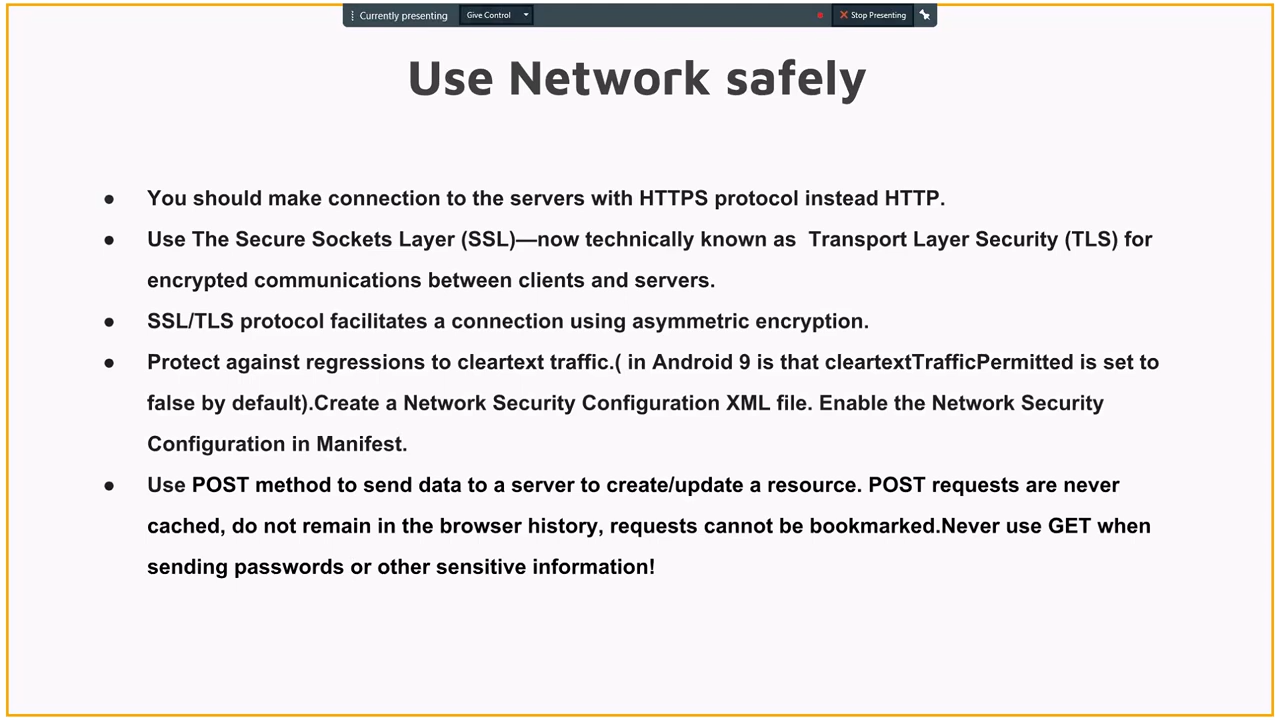 Currently presenting Give Control Stop Presenting
Use Network safely
● You should make connection to the servers with HTTPS protocol instead HTTP.
● Use The Secure Sockets Layer (SSL)—now technically known as  Transport Layer Security (TLS) for
encrypted communications between clients and servers.
● SSL/TLS protocol facilitates a connection using asymmetric encryption.
● Protect against regressions to cleartext traffic.( in Android 9 is that cleartextTrafficPermitted is set to
false by default).Create a Network Security Configuration XML file. Enable the Network Security
Configuration in Manifest.
● Use POST method to send data to a server to create/update a resource. POST requests are never
cached, do not remain in the browser history, requests cannot be bookmarked.Never use GET when
sending passwords or other sensitive information!